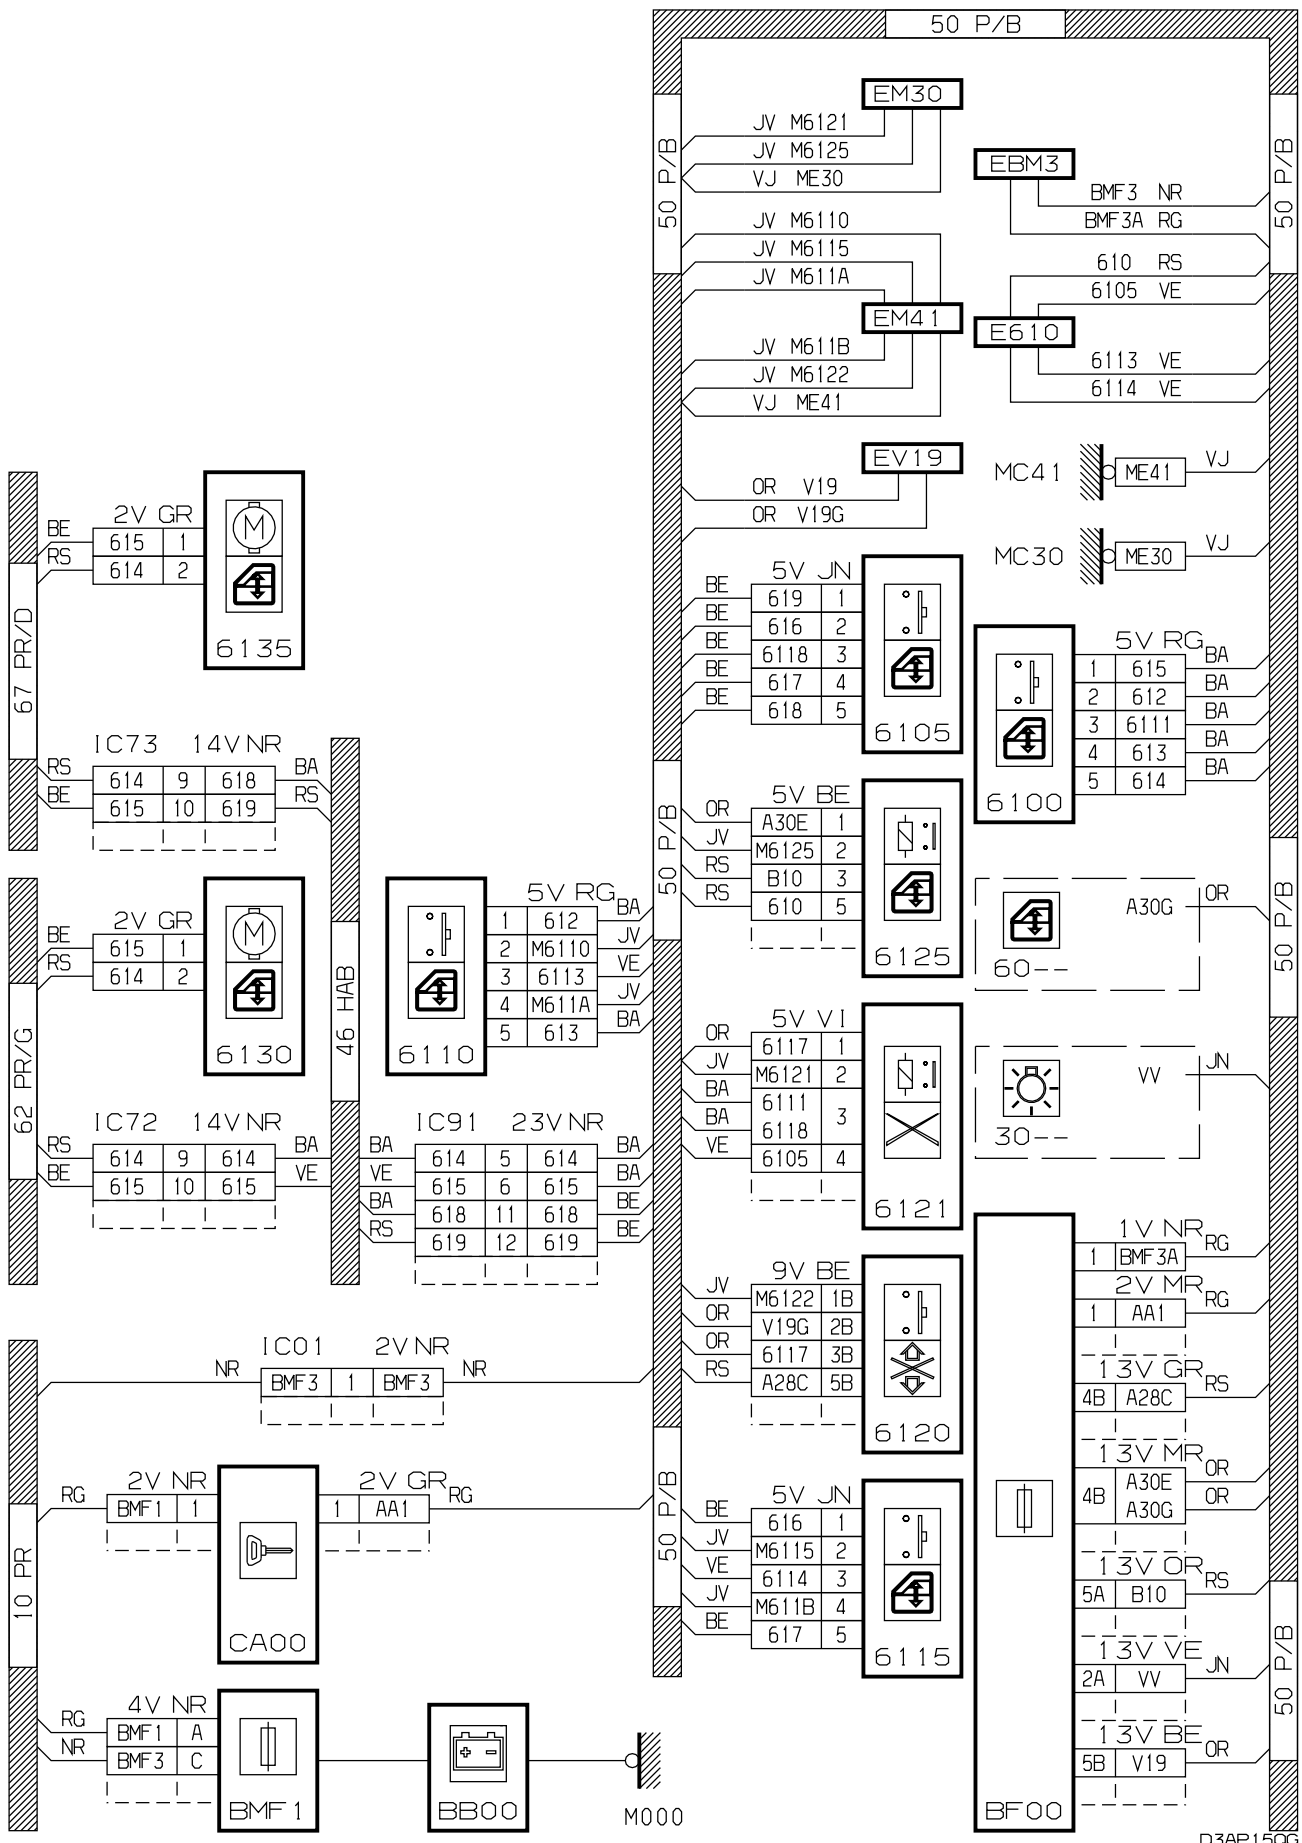 50 P/B
EM30
JV M6121
JV M6125
VJ ME30
50 P/B
EBM3
BMF3 NR
BMF3A RG
50 P/B
JV M6110
JV M6115
JV M611A
EM41
610 RS
6105 VE
E610
JV M611B
JV M6122
VJ ME41
6113 VE
6114 VE
EV19
OR V19
OR V19G
MC41 ME41 VJ
MC30 ME30 VJ
2V GR
BE 615 1
RS 614 2
6135
67 PR/D
5V JN
BE 619 1
BE 616 2
BE 6118 3
BE 617 4
BE 618 5
6105
5V RG
1 615 BA
2 612 BA
3 6111 BA
4 613 BA
5 614 BA
6100
IC73 14V NR
RS 614 9 618 BA
BE 615 10 619 RS
50 P/B
5V BE
OR A30E 1
JV M6125 2
RS B10 3
RS 610 5
6125
A30G OR
60--
50 P/B
2V GR
BE 615 1
RS 614 2
6130
62 PR/G
46 HAB
5V RG
1 612 BA
2 M6110 JV
3 6113 VE
4 M611A JV
5 613 BA
6110
5V VI
OR 6117 1
JV M6121 2
BA 6111
3
BA 6118
VE 6105 4
6121
VV JN
30--
IC72 14V NR
RS 614 9 614 BA
BE 615 10 615 VE
IC91 23V NR
BA 614 5 614 BA
VE 615 6 615 BA
BA 618 11 618 BE
RS 619 12 619 BE
9V BE
JV M6122 1B
OR V19G 2B
OR 6117 3B
RS A28C 5B
6120
1V NR
1 BMF3A RG
2V MR
1 AA1 RG
13V GR
4B A28C RS
13V MR
A30E OR
4B
A30G OR
13V OR
5A B10 RS
13V VE
2A VV JN
13V BE
5B V19 OR
BF00
50 P/B
IC01 2V NR
NR BMF3 1 BMF3 NR
2V NR
RG BMF1 1
2V GR
1 AA1 RG
CA00
10 PR
50 P/B
5V JN
BE 616 1
JV M6115 2
VE 6114 3
JV M611B 4
BE 617 5
6115
4V NR
RG BMF1 A
NR BMF3 C
BMF1
BB00
M000
D3AP15QG